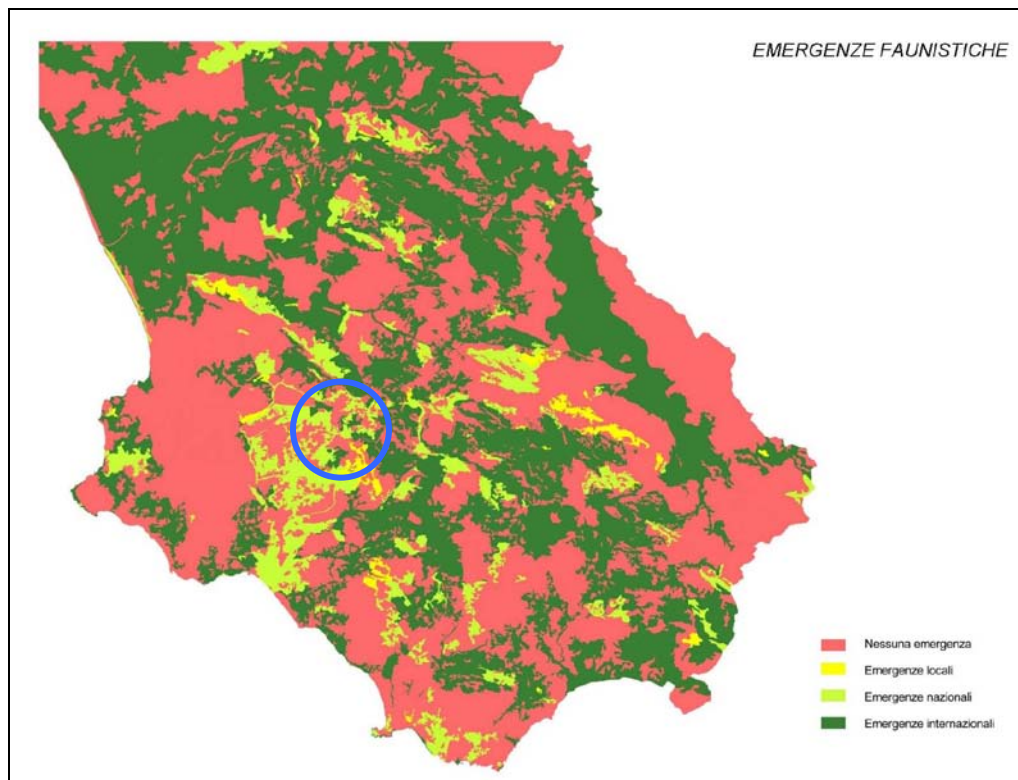 EMERGENZE FAUNISTICHE
Nessuna emergenza
Emergenze locali
Emergenze nazionali
Emergenze internazionali